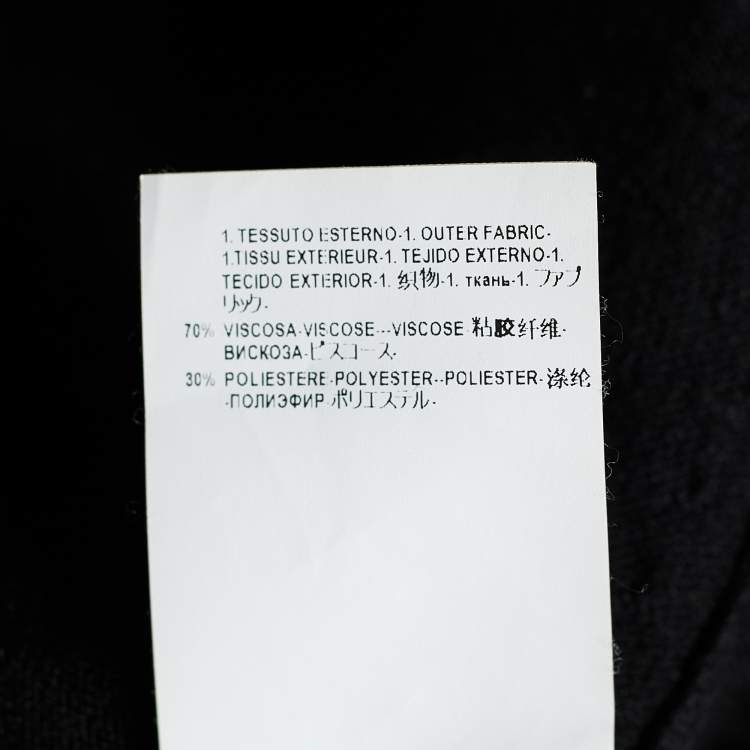 1. TESSUTO ESTERNO-1. OUTER FABRIC-
1.TISSU EXTERIEUR-1. TEJIDO EXTERNO-1.
TECIDO EXTERIOR-1. 织物-1. ткань-1. ファブ
リック-
70% VISCOSA-VISCOSE---VISCOSE-粘胶纤维-
ВИСКОЗА-ビスコース-
30% POLIESTERE-POLYESTER--POLIESTER-涤纶
-ПОЛИЭФИР-ポリエステル-